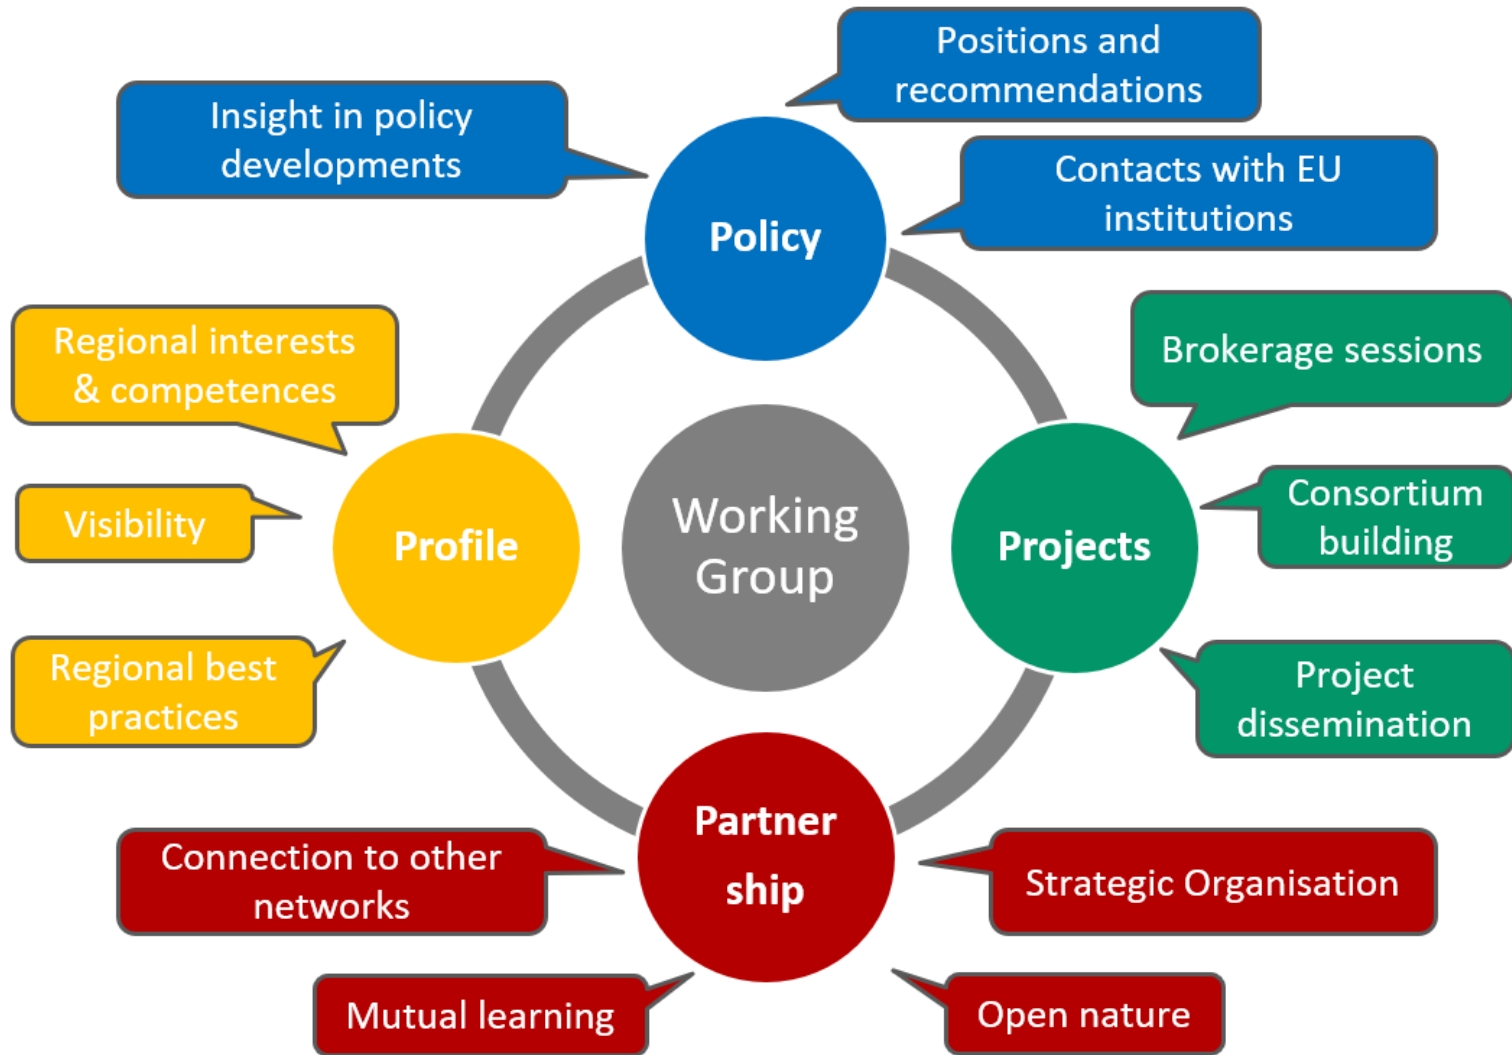 Positions and
recommendations
Insight in policy
developments
Contacts with EU
institutions
Policy
Regional interests
& competences
Brokerage sessions
Visibility
Profile
Working
Group
Projects
Consortium
building
Regional best
practices
Project
dissemination
Partner
ship
Connection to other
networks
Strategic Organisation
Mutual learning
Open nature